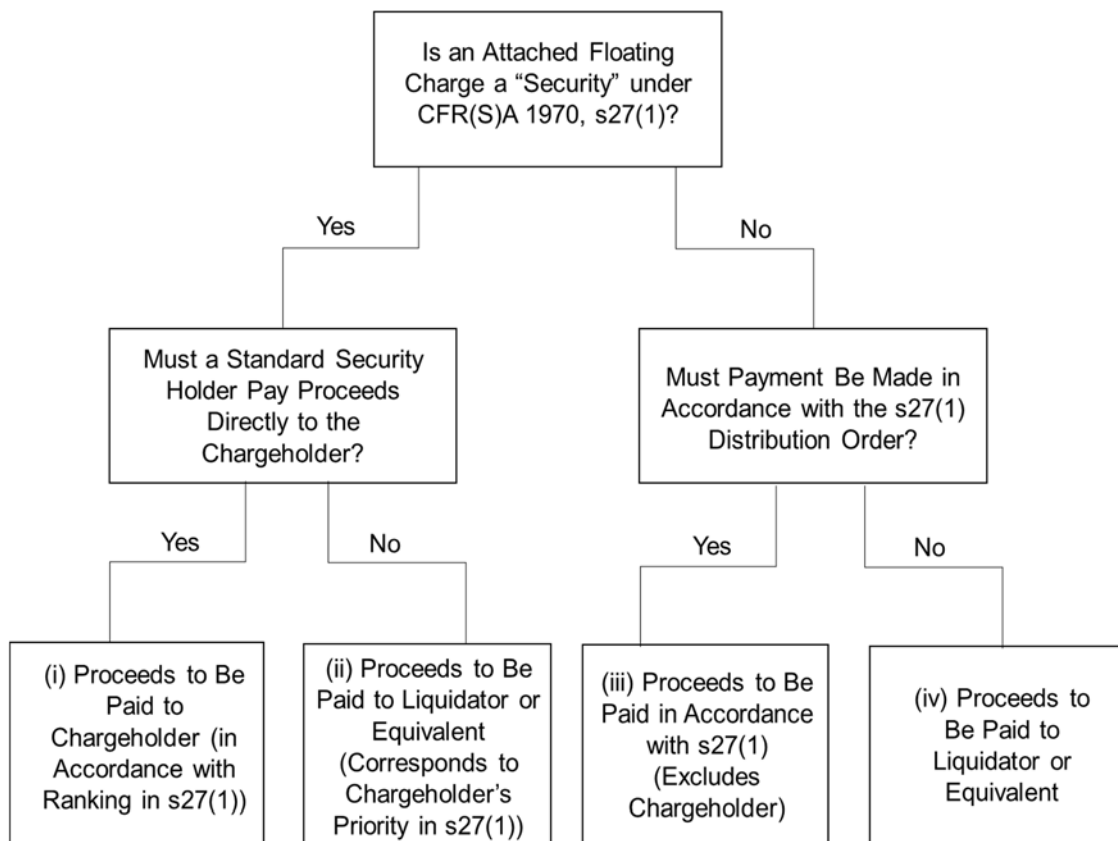 Is an Attached Floating
Charge a “Security” under
CFR(S)A 1970, s27(1)?
Yes
No
Must a Standard Security
Holder Pay Proceeds
Directly to the
Chargeholder?
Must Payment Be Made in
Accordance with the s27(1)
Distribution Order?
Yes
No
Yes
No
(i) Proceeds to Be
Paid to
Chargeholder (in
Accordance with
Ranking in s27(1))
(ii) Proceeds to Be
Paid to Liquidator or
Equivalent
(Corresponds to
Chargeholder’s
Priority in s27(1))
(iii) Proceeds to Be
Paid in Accordance
with s27(1)
(Excludes
Chargeholder)
(iv) Proceeds to
Be Paid to
Liquidator or
Equivalent